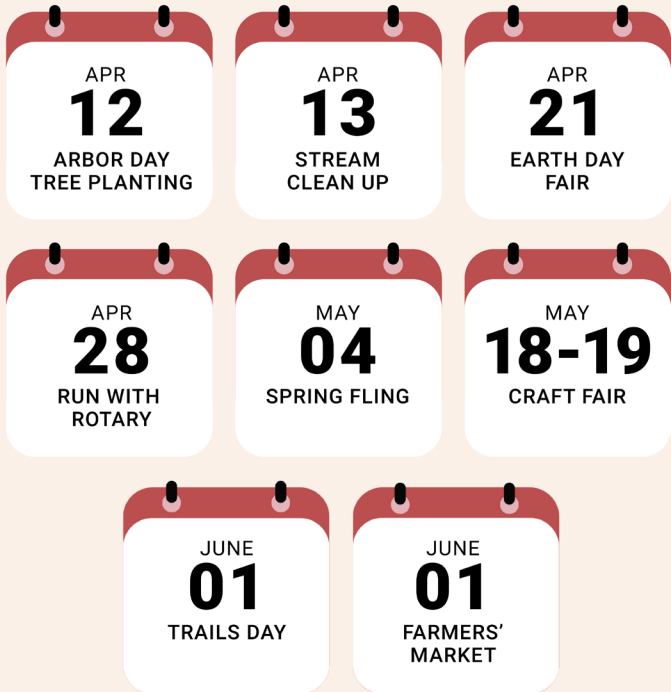 APR
12
ARBOR DAY
TREE PLANTING
APR
13
STREAM
CLEAN UP
APR
21
EARTH DAY
FAIR
APR
28
RUN WITH
ROTARY
MAY
04
SPRING FLING
MAY
18-19
CRAFT FAIR
JUNE
01
TRAILS DAY
JUNE
01
FARMERS’
MARKET